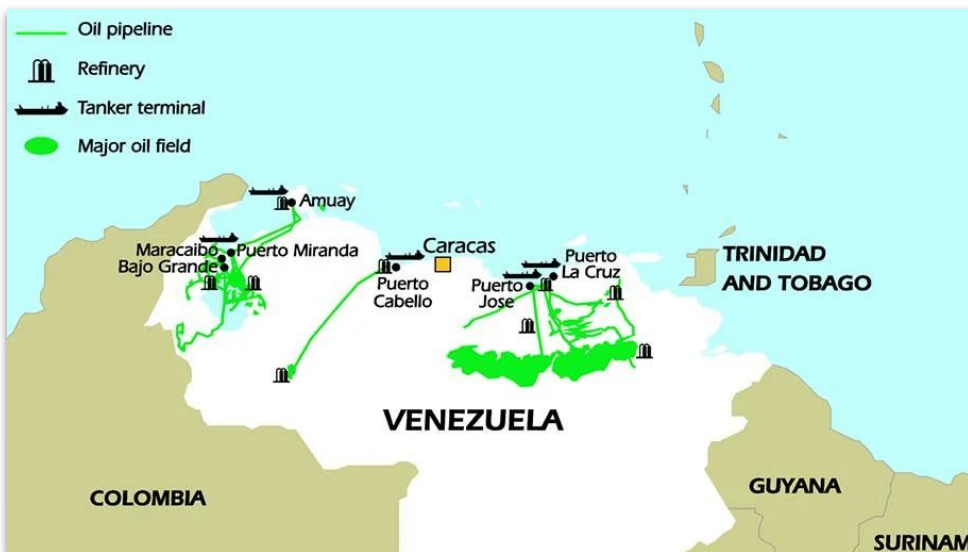 Oil pipeline
Refinery
Tanker terminal
Major oil field
Amuay
Maracaibo
Puerto Miranda
Bajo Grande
Caracas
Puerto
Cabello
Puerto
La Cruz
Puerto
Jose
TRINIDAD
AND TOBAGO
VENEZUELA
COLOMBIA
GUYANA
SURINAM